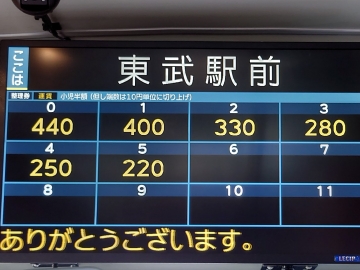 ここは 東武駅前
整理券 運賃 小児半額（但し端数は10円単位に切り上げ）
0 1 2 3
440 400 330 280
4 5 6 7
250 220
8 9 10 11
ありがとうございます。
LECIP